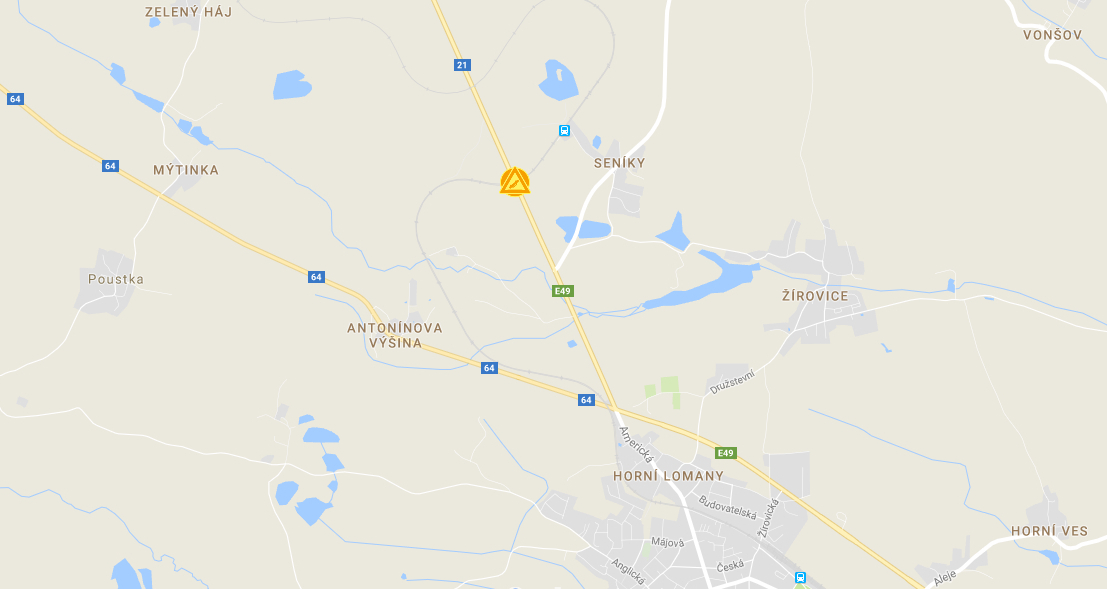 ZELENÝ HÁJ
VONŠOV
21
64
64
MÝTINKA
SENÍKY
Poustka
64
E49
ŽÍROVICE
ANTONÍNOVA
VÝŠINA
64
Družstevní
64
Americká
E49
HORNÍ LOMANY
Budovatelská
Žírovická
HORNÍ VES
Májová
Česká
Anglická
Aleje